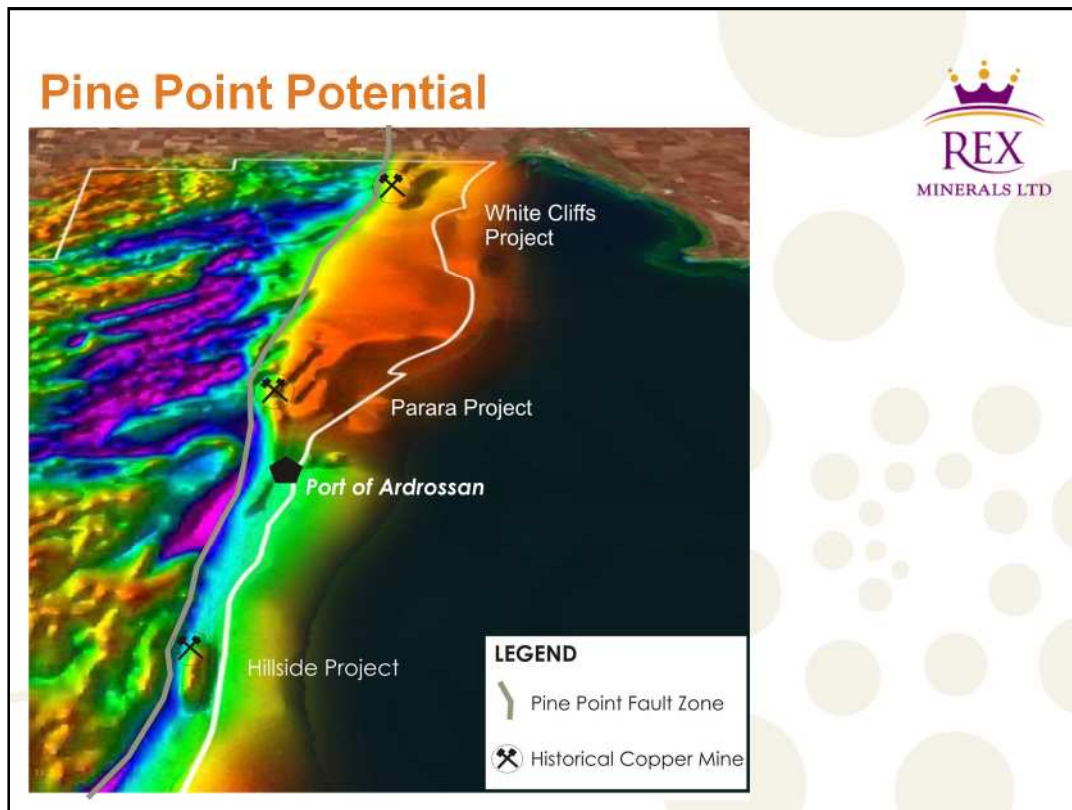 Pine Point Potential
REX
MINERALS LTD
White Cliffs
Project
Parara Project
Port of Ardrossan
Hillside Project
LEGEND
Pine Point Fault Zone
Historical Copper Mine